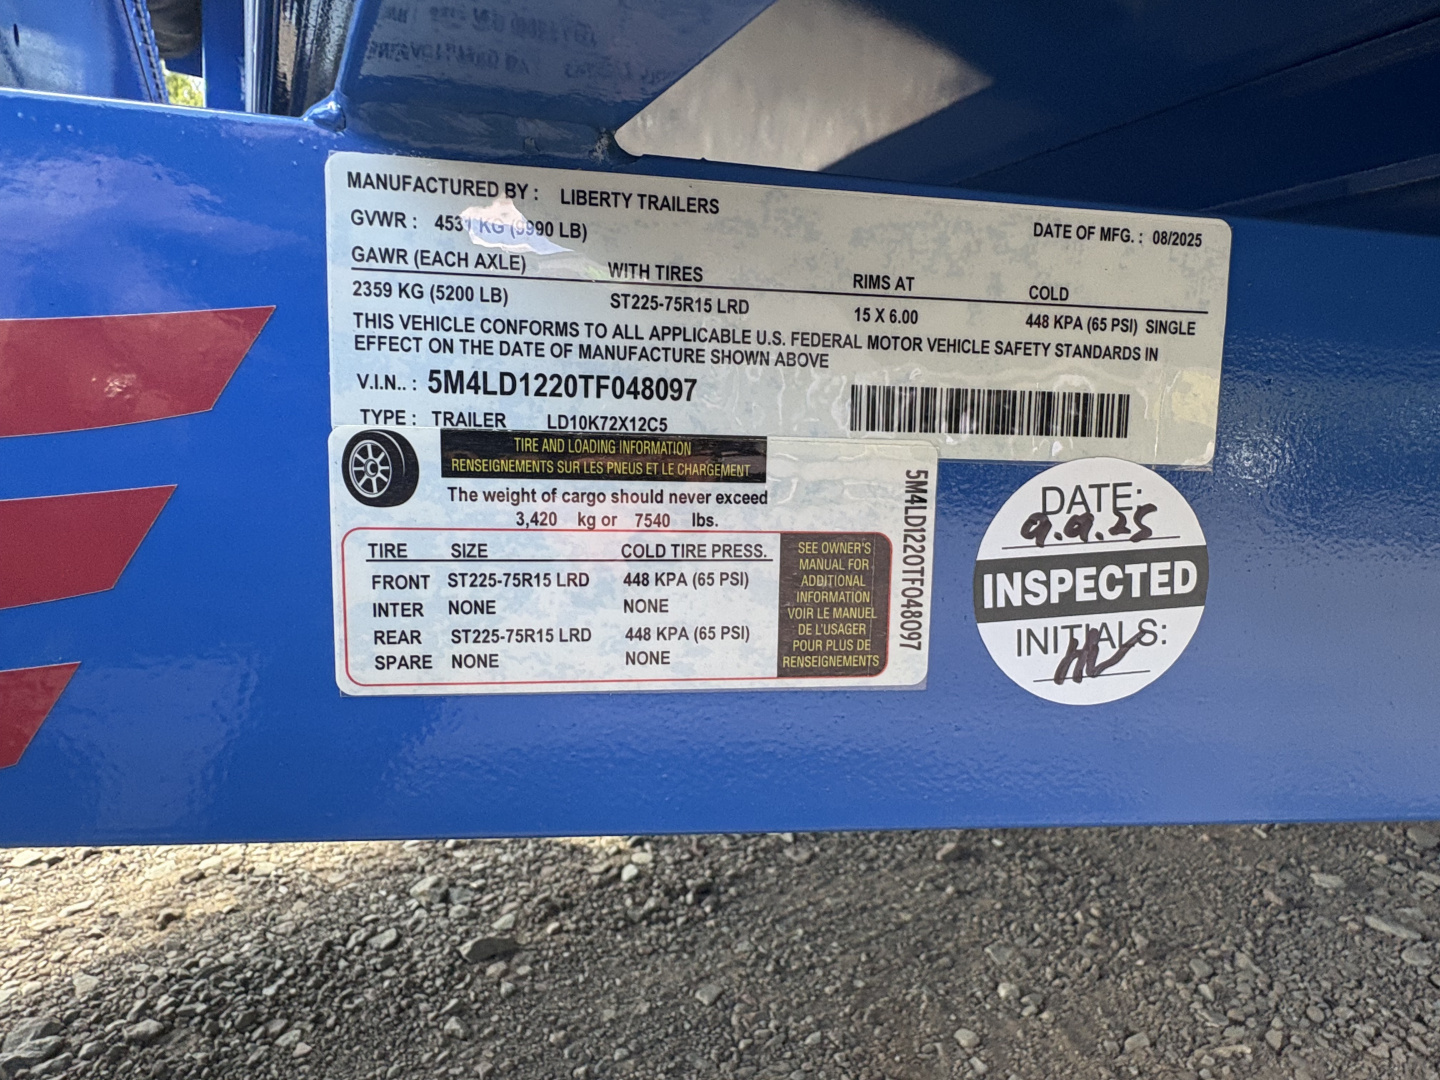 MANUFACTURED BY : LIBERTY TRAILERS
GVWR : 4531 KG (9990 LB) DATE OF MFG. : 08/2025
GAWR (EACH AXLE) WITH TIRES RIMS AT COLD
2359 KG (5200 LB) ST225-75R15 LRD 15 X 6.00 448 KPA (65 PSI) SINGLE
THIS VEHICLE CONFORMS TO ALL APPLICABLE U.S. FEDERAL MOTOR VEHICLE SAFETY STANDARDS IN
EFFECT ON THE DATE OF MANUFACTURE SHOWN ABOVE
V.I.N.. : 5M4LD1220TF048097
TYPE : TRAILER LD10K72X12C5
TIRE AND LOADING INFORMATION
RENSEIGNEMENTS SUR LES PNEUS ET LE CHARGEMENT
The weight of cargo should never exceed
3,420 kg or 7540 lbs.
TIRE SIZE COLD TIRE PRESS.
FRONT ST225-75R15 LRD 448 KPA (65 PSI)
INTER NONE NONE
REAR ST225-75R15 LRD 448 KPA (65 PSI)
SPARE NONE NONE
SEE OWNER'S
MANUAL FOR
ADDITIONAL
INFORMATION
VOIR LE MANUEL
DE L'USAGER
POUR PLUS DE
RENSEIGNEMENTS
5M4LD1220TF048097
DATE:
9.9.25
INSPECTED
INITIALS: